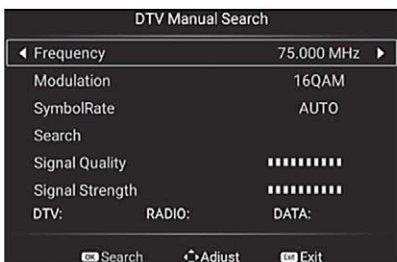 DTV Manual Search
Frequency 75.000 MHz
Modulation 16QAM
SymbolRate AUTO
Search
Signal Quality
Signal Strength
DTV: RADIO: DATA:
OK Search Adjust Exit Exit